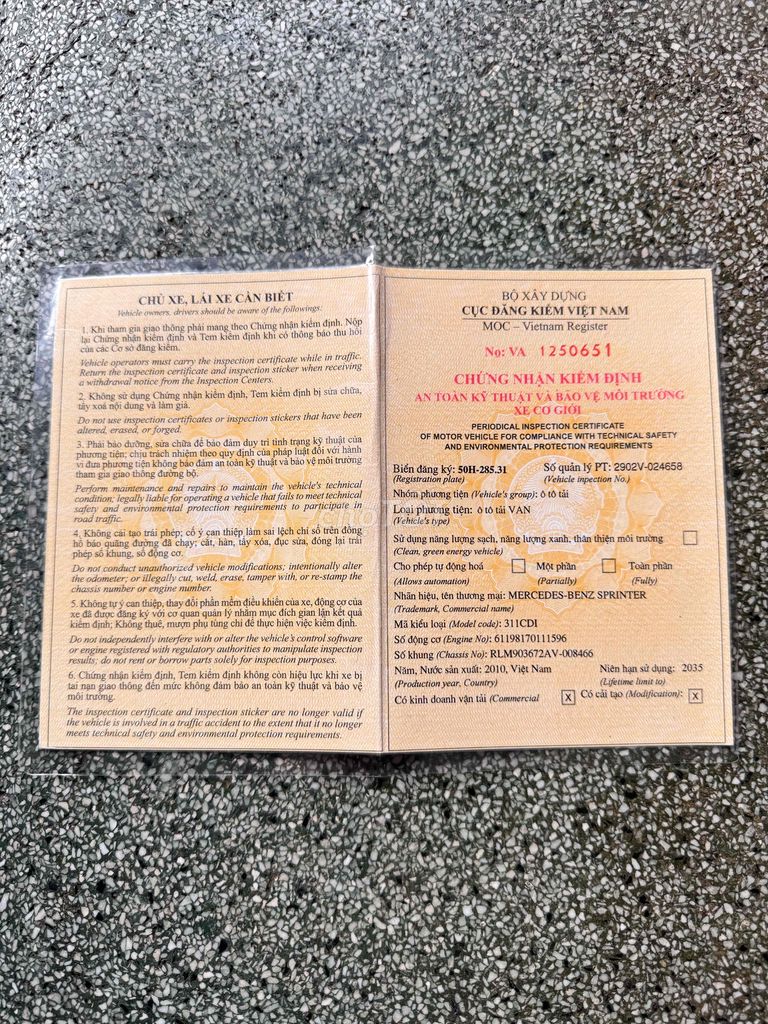 CHỦ XE, LÁI XE CẦN BIẾT
Vehicle owners, drivers should be aware of the followings:
1. Khi tham gia giao thông phải mang theo Chứng nhận kiểm định. Nộp
lại Chứng nhận kiểm định và Tem kiểm định khi có thông báo thu hồi
của các Cơ sở đăng kiểm.
Vehicle operators must carry the inspection certificate while in traffic.
Return the inspection certificate and inspection sticker when receiving
a withdrawal notice from the Inspection Centers.
2. Không sử dụng Chứng nhận kiểm định, Tem kiểm định bị sửa chữa,
tẩy xoá nội dung và làm giả.
Do not use inspection certificates or inspection stickers that have been
altered, erased, or forged.
3. Phải bảo dưỡng, sửa chữa để bảo đảm duy trì tình trạng kỹ thuật của
phương tiện; chịu trách nhiệm theo quy định của pháp luật đối với hành
vi đưa phương tiện không bảo đảm an toàn kỹ thuật và bảo vệ môi trường
tham gia giao thông đường bộ.
Perform maintenance and repairs to maintain the vehicle's technical
condition; legally liable for operating a vehicle that fails to meet technical
safety and environmental protection requirements to participate in
road traffic.
4. Không cải tạo trái phép; cố ý can thiệp làm sai lệch chỉ số trên đồng
hồ báo quãng đường đã chạy; cắt, hàn, tẩy xóa, đục sửa, đóng lại trái
phép số khung, số động cơ.
Do not conduct unauthorized vehicle modifications; intentionally alter
the odometer; or illegally cut, weld, erase, tamper with, or re-stamp the
chassis number or engine number.
5. Không tự ý can thiệp, thay đổi phần mềm điều khiển của xe, động cơ của
xe đã được đăng ký với cơ quan quản lý nhằm mục đích gian lận kết quả
kiểm định; Không thuê, mượn phụ tùng chỉ để thực hiện việc kiểm định.
Do not independently interfere with or alter the vehicle's control software
or engine registered with regulatory authorities to manipulate inspection
results; do not rent or borrow parts solely for inspection purposes.
6. Chứng nhận kiểm định, Tem kiểm định không còn hiệu lực khi xe bị
tai nạn giao thông đến mức không đảm bảo an toàn kỹ thuật và bảo vệ
môi trường.
The inspection certificate and inspection sticker are no longer valid if
the vehicle is involved in a traffic accident to the extent that it no longer
meets technical safety and environmental protection requirements.
BỘ XÂY DỰNG
CỤC ĐĂNG KIỂM VIỆT NAM
MOC – Vietnam Register
No: VA 1250651
CHỨNG NHẬN KIỂM ĐỊNH
AN TOÀN KỸ THUẬT VÀ BẢO VỆ MÔI TRƯỜNG
XE CƠ GIỚI
PERIODICAL INSPECTION CERTIFICATE
OF MOTOR VEHICLE FOR COMPLIANCE WITH TECHNICAL SAFETY
AND ENVIRONMENTAL PROTECTION REQUIREMENTS
Biển đăng ký: 50H-285.31 Số quản lý PT: 2902V-024658
(Registration plate) (Vehicle inpection No.)
Nhóm phương tiện (Vehicle's group): ô tô tải
Loại phương tiện: ô tô tải VAN
(Vehicle's type)
Sử dụng năng lượng sạch, năng lượng xanh, thân thiện môi trường
(Clean, green energy vehicle)
Cho phép tự động hoá Một phần Toàn phần
(Allows automation) (Partially) (Fully)
Nhãn hiệu, tên thương mại: MERCEDES-BENZ SPRINTER
(Trademark, Commercial name)
Mã kiểu loại (Model code): 311CDI
Số động cơ (Engine No): 61198170111596
Số khung (Chassis No): RLM903672AV-008466
Năm, Nước sản xuất: 2010, Việt Nam Niên hạn sử dụng: 2035
(Production year, Country) (Lifetime limit to)
Có kinh doanh vận tải (Commercial X Có cải tạo (Modification): X